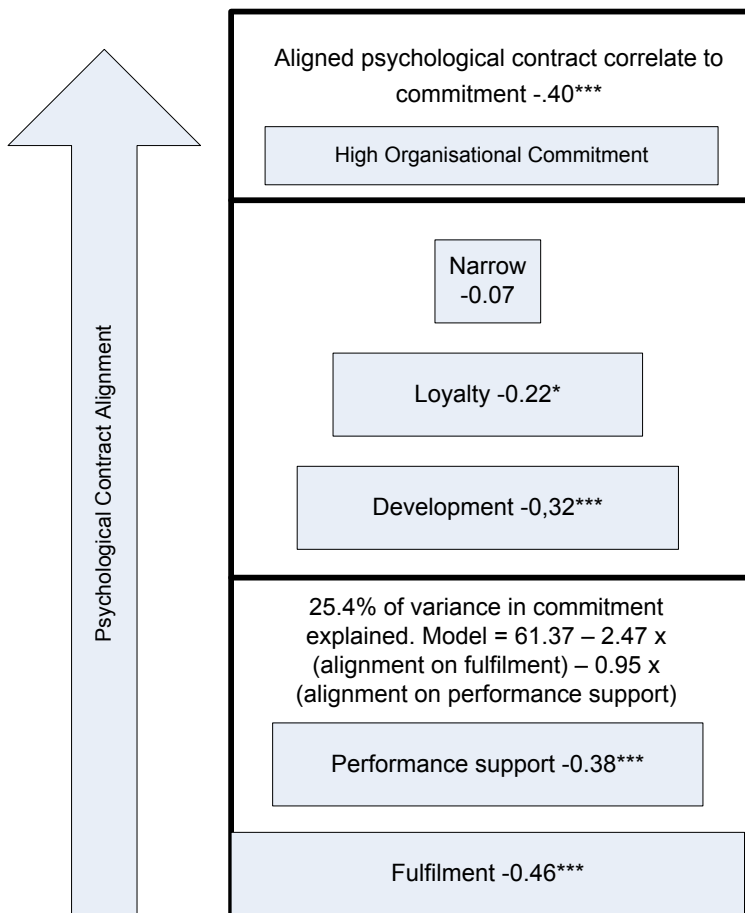 Aligned psychological contract correlate to
commitment -.40***
High Organisational Commitment
Narrow
-0.07
Loyalty -0.22*
Development -0,32***
25.4% of variance in commitment
explained. Model = 61.37 – 2.47 x
(alignment on fulfilment) – 0.95 x
(alignment on performance support)
Performance support -0.38***
Fulfilment -0.46***
Psychological Contract Alignment